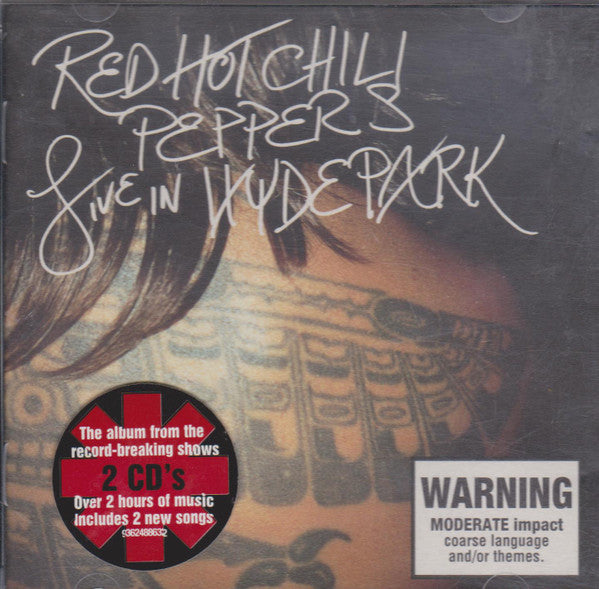 RED HOT CHILI
PEPPERS
LIVE IN HYDE PARK
The album from the
record-breaking shows
2 CD's
Over 2 hours of music
Includes 2 new songs
9362488632
WARNING
MODERATE impact
coarse language
and/or themes.